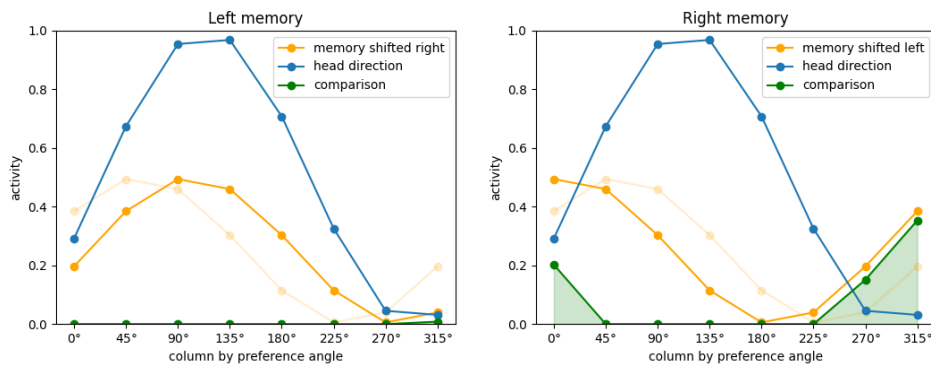 Left memory
1.0
0.8
0.6
0.4
0.2
0.0
activity
memory shifted right
head direction
comparison
0° 45° 90° 135° 180° 225° 270° 315°
column by preference angle
Right memory
1.0
0.8
0.6
0.4
0.2
0.0
activity
memory shifted left
head direction
comparison
0° 45° 90° 135° 180° 225° 270° 315°
column by preference angle